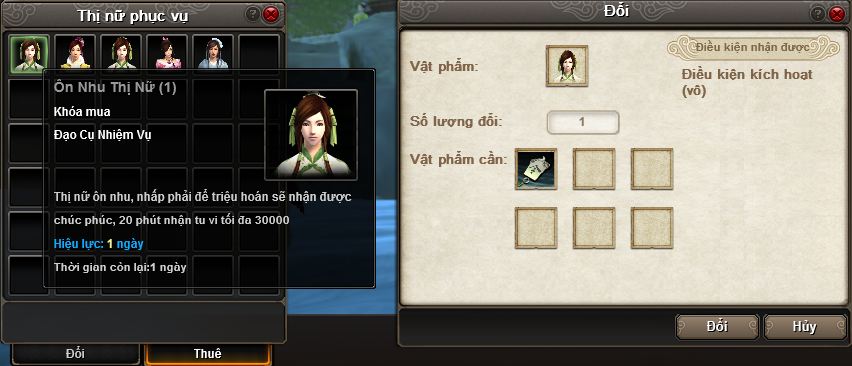 Thị nữ phục vụ
Ôn Nhu Thị Nữ (1)
Khóa mua
Đạo Cụ Nhiệm Vụ
Thị nữ ôn nhu, nhấp phải để triệu hoán sẽ nhận được
chúc phúc, 20 phút nhận tu vi tối đa 30000
Hiệu lực: 1 ngày
Thời gian còn lại:1 ngày
Đổi
Thuê
Đổi
Điều kiện nhận được
Vật phẩm:
Điều kiện kích hoạt
(vô)
Số lượng đổi:
1
Vật phẩm cần:
Đổi
Hủy